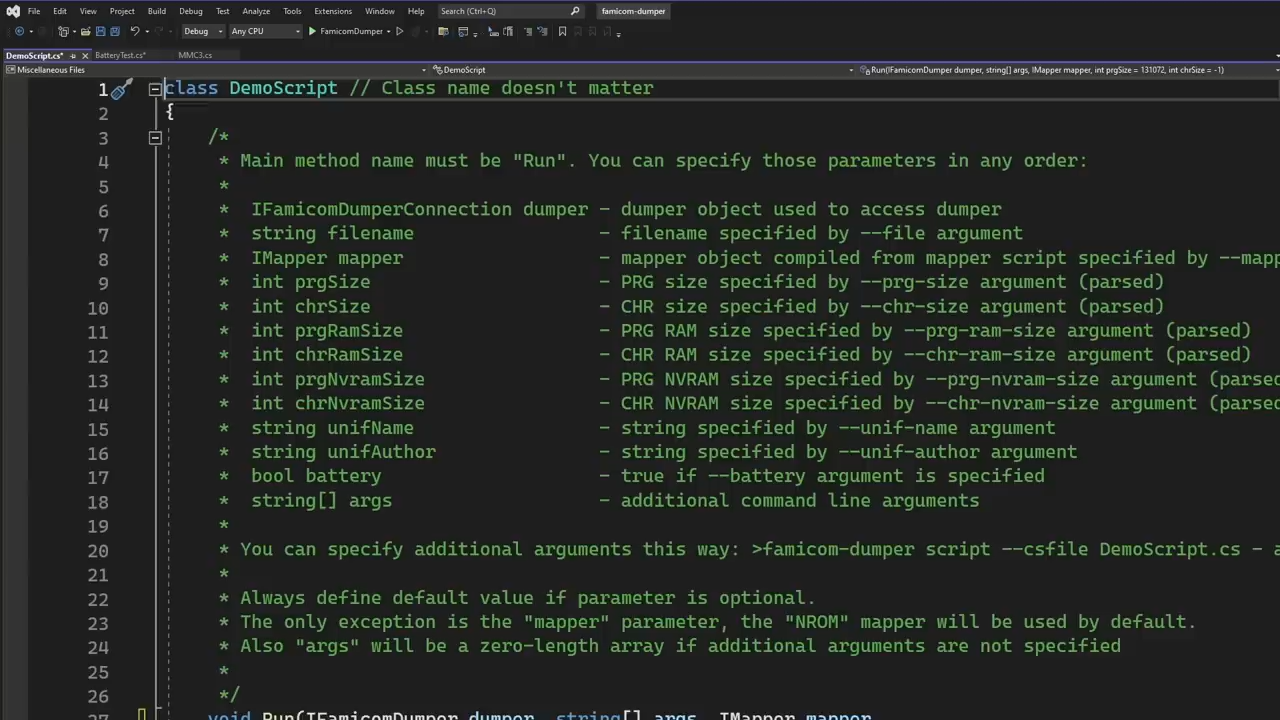 File Edit View Project Build Debug Test Analyze Tools Extensions Window Help Search (Ctrl+Q) famicom-dumper
Debug Any CPU FamicomDumper
DemoScript.cs* BatteryTest.cs* MMC3.cs
Miscellaneous Files DemoScript Run(IFamicomDumper dumper, string[] args, IMapper mapper, int prgSize = 131072, int chrSize = -1)
1 class DemoScript // Class name doesn't matter
2 {
3 /*
4 * Main method name must be "Run". You can specify those parameters in any order:
5 *
6 * IFamicomDumperConnection dumper - dumper object used to access dumper
7 * string filename - filename specified by --file argument
8 * IMapper mapper - mapper object compiled from mapper script specified by --mapp
9 * int prgSize - PRG size specified by --prg-size argument (parsed)
10 * int chrSize - CHR size specified by --chr-size argument (parsed)
11 * int prgRamSize - PRG RAM size specified by --prg-ram-size argument (parsed)
12 * int chrRamSize - CHR RAM size specified by --chr-ram-size argument (parsed)
13 * int prgNvramSize - PRG NVRAM size specified by --prg-nvram-size argument (parsed
14 * int chrNvramSize - CHR NVRAM size specified by --chr-nvram-size argument (parsed
15 * string unifName - string specified by --unif-name argument
16 * string unifAuthor - string specified by --unif-author argument
17 * bool battery - true if --battery argument is specified
18 * string[] args - additional command line arguments
19 *
20 * You can specify additional arguments this way: >famicom-dumper script --csfile DemoScript.cs - a
21 *
22 * Always define default value if parameter is optional.
23 * The only exception is the "mapper" parameter, the "NROM" mapper will be used by default.
24 * Also "args" will be a zero-length array if additional arguments are not specified
25 *
26 */
27 void Run(IFamicomDumper dumper, string[] args, IMapper mapper,